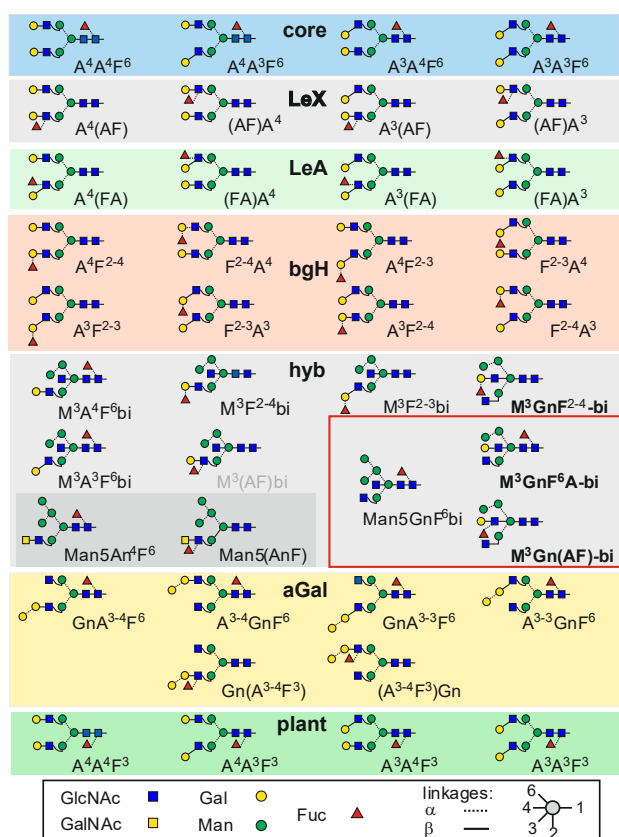 core
A⁴A⁴F⁶ A⁴A³F⁶ A³A⁴F⁶ A³A³F⁶
LeX
A⁴(AF) (AF)A⁴ A³(AF) (AF)A³
LeA
A⁴(FA) (FA)A⁴ A³(FA) (FA)A³
A⁴F²⁻⁴ F²⁻⁴A⁴ A⁴F²⁻³ F²⁻³A⁴
bgH
A³F²⁻³ F²⁻³A³ A³F²⁻⁴ F²⁻⁴A³
hyb
M³A⁴F⁶bi M³F²⁻⁴bi M³F²⁻³bi M³GnF²⁻⁴-bi
M³A³F⁶bi M³(AF)bi M³GnF⁶A-bi
Man5GnF⁶bi
Man5An⁴F⁶ Man5(AnF) M³Gn(AF)-bi
aGal
GnA³⁻⁴F⁶ A³⁻⁴GnF⁶ GnA³⁻³F⁶ A³⁻³GnF⁶
Gn(A³⁻⁴F³) (A³⁻⁴F³)Gn
plant
A⁴A⁴F³ A⁴A³F³ A³A⁴F³ A³A³F³
GlcNAc Gal Fuc linkages: 6 4 1 3 2
GalNAc Man α β